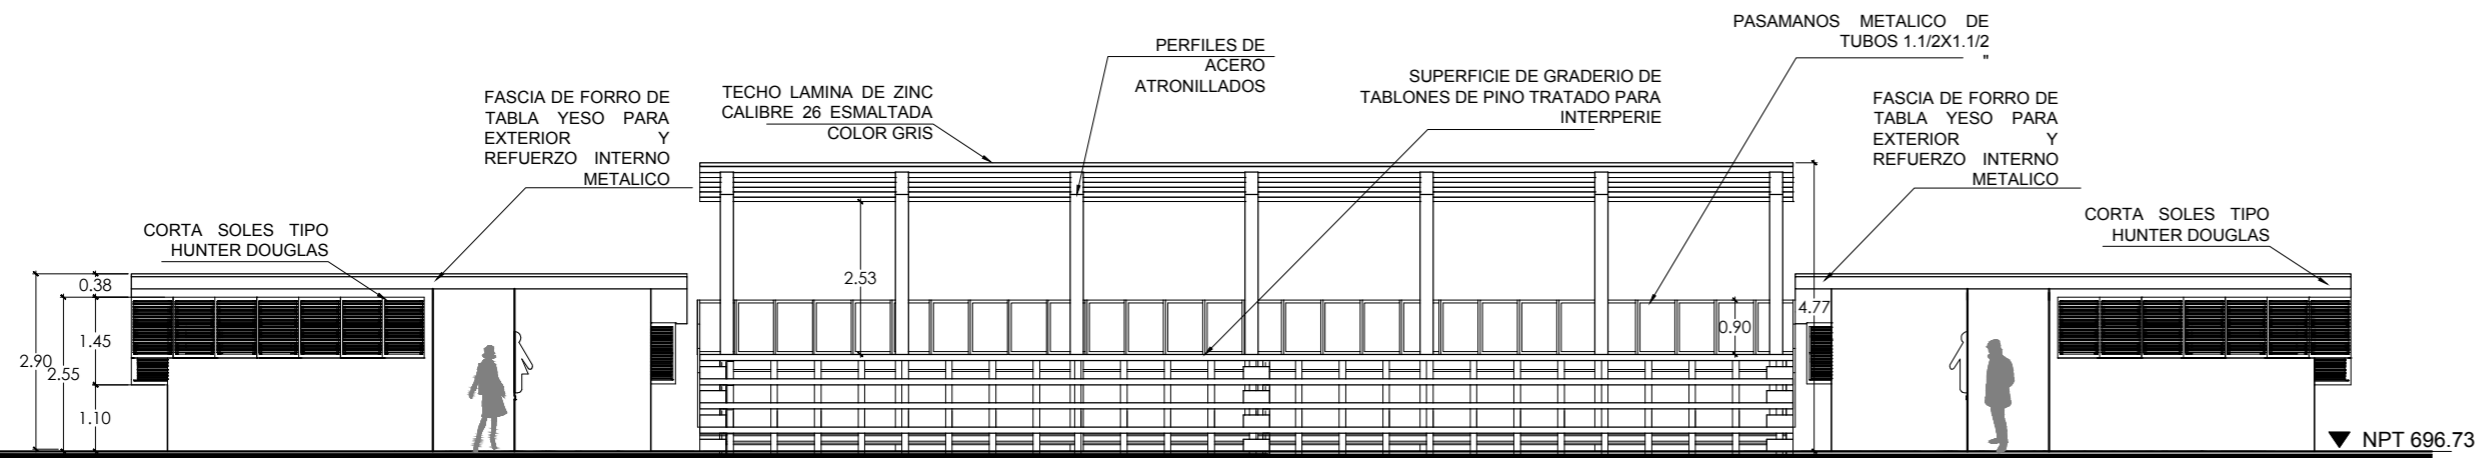 PASAMANOS METALICO DE
TUBOS 1.1/2X1.1/2
"
PERFILES DE
ACERO
ATRONILLADOS
SUPERFICIE DE GRADERIO DE
TABLONES DE PINO TRATADO PARA
INTERPERIE
TECHO LAMINA DE ZINC
CALIBRE 26 ESMALTADA
COLOR GRIS
FASCIA DE FORRO DE
TABLA YESO PARA
EXTERIOR Y
REFUERZO INTERNO
METALICO
FASCIA DE FORRO DE
TABLA YESO PARA
EXTERIOR Y
REFUERZO INTERNO
METALICO
CORTA SOLES TIPO
HUNTER DOUGLAS
CORTA SOLES TIPO
HUNTER DOUGLAS
0.38
2.53
4.77
0.90
1.45
2.90
2.55
1.10
NPT 696.73